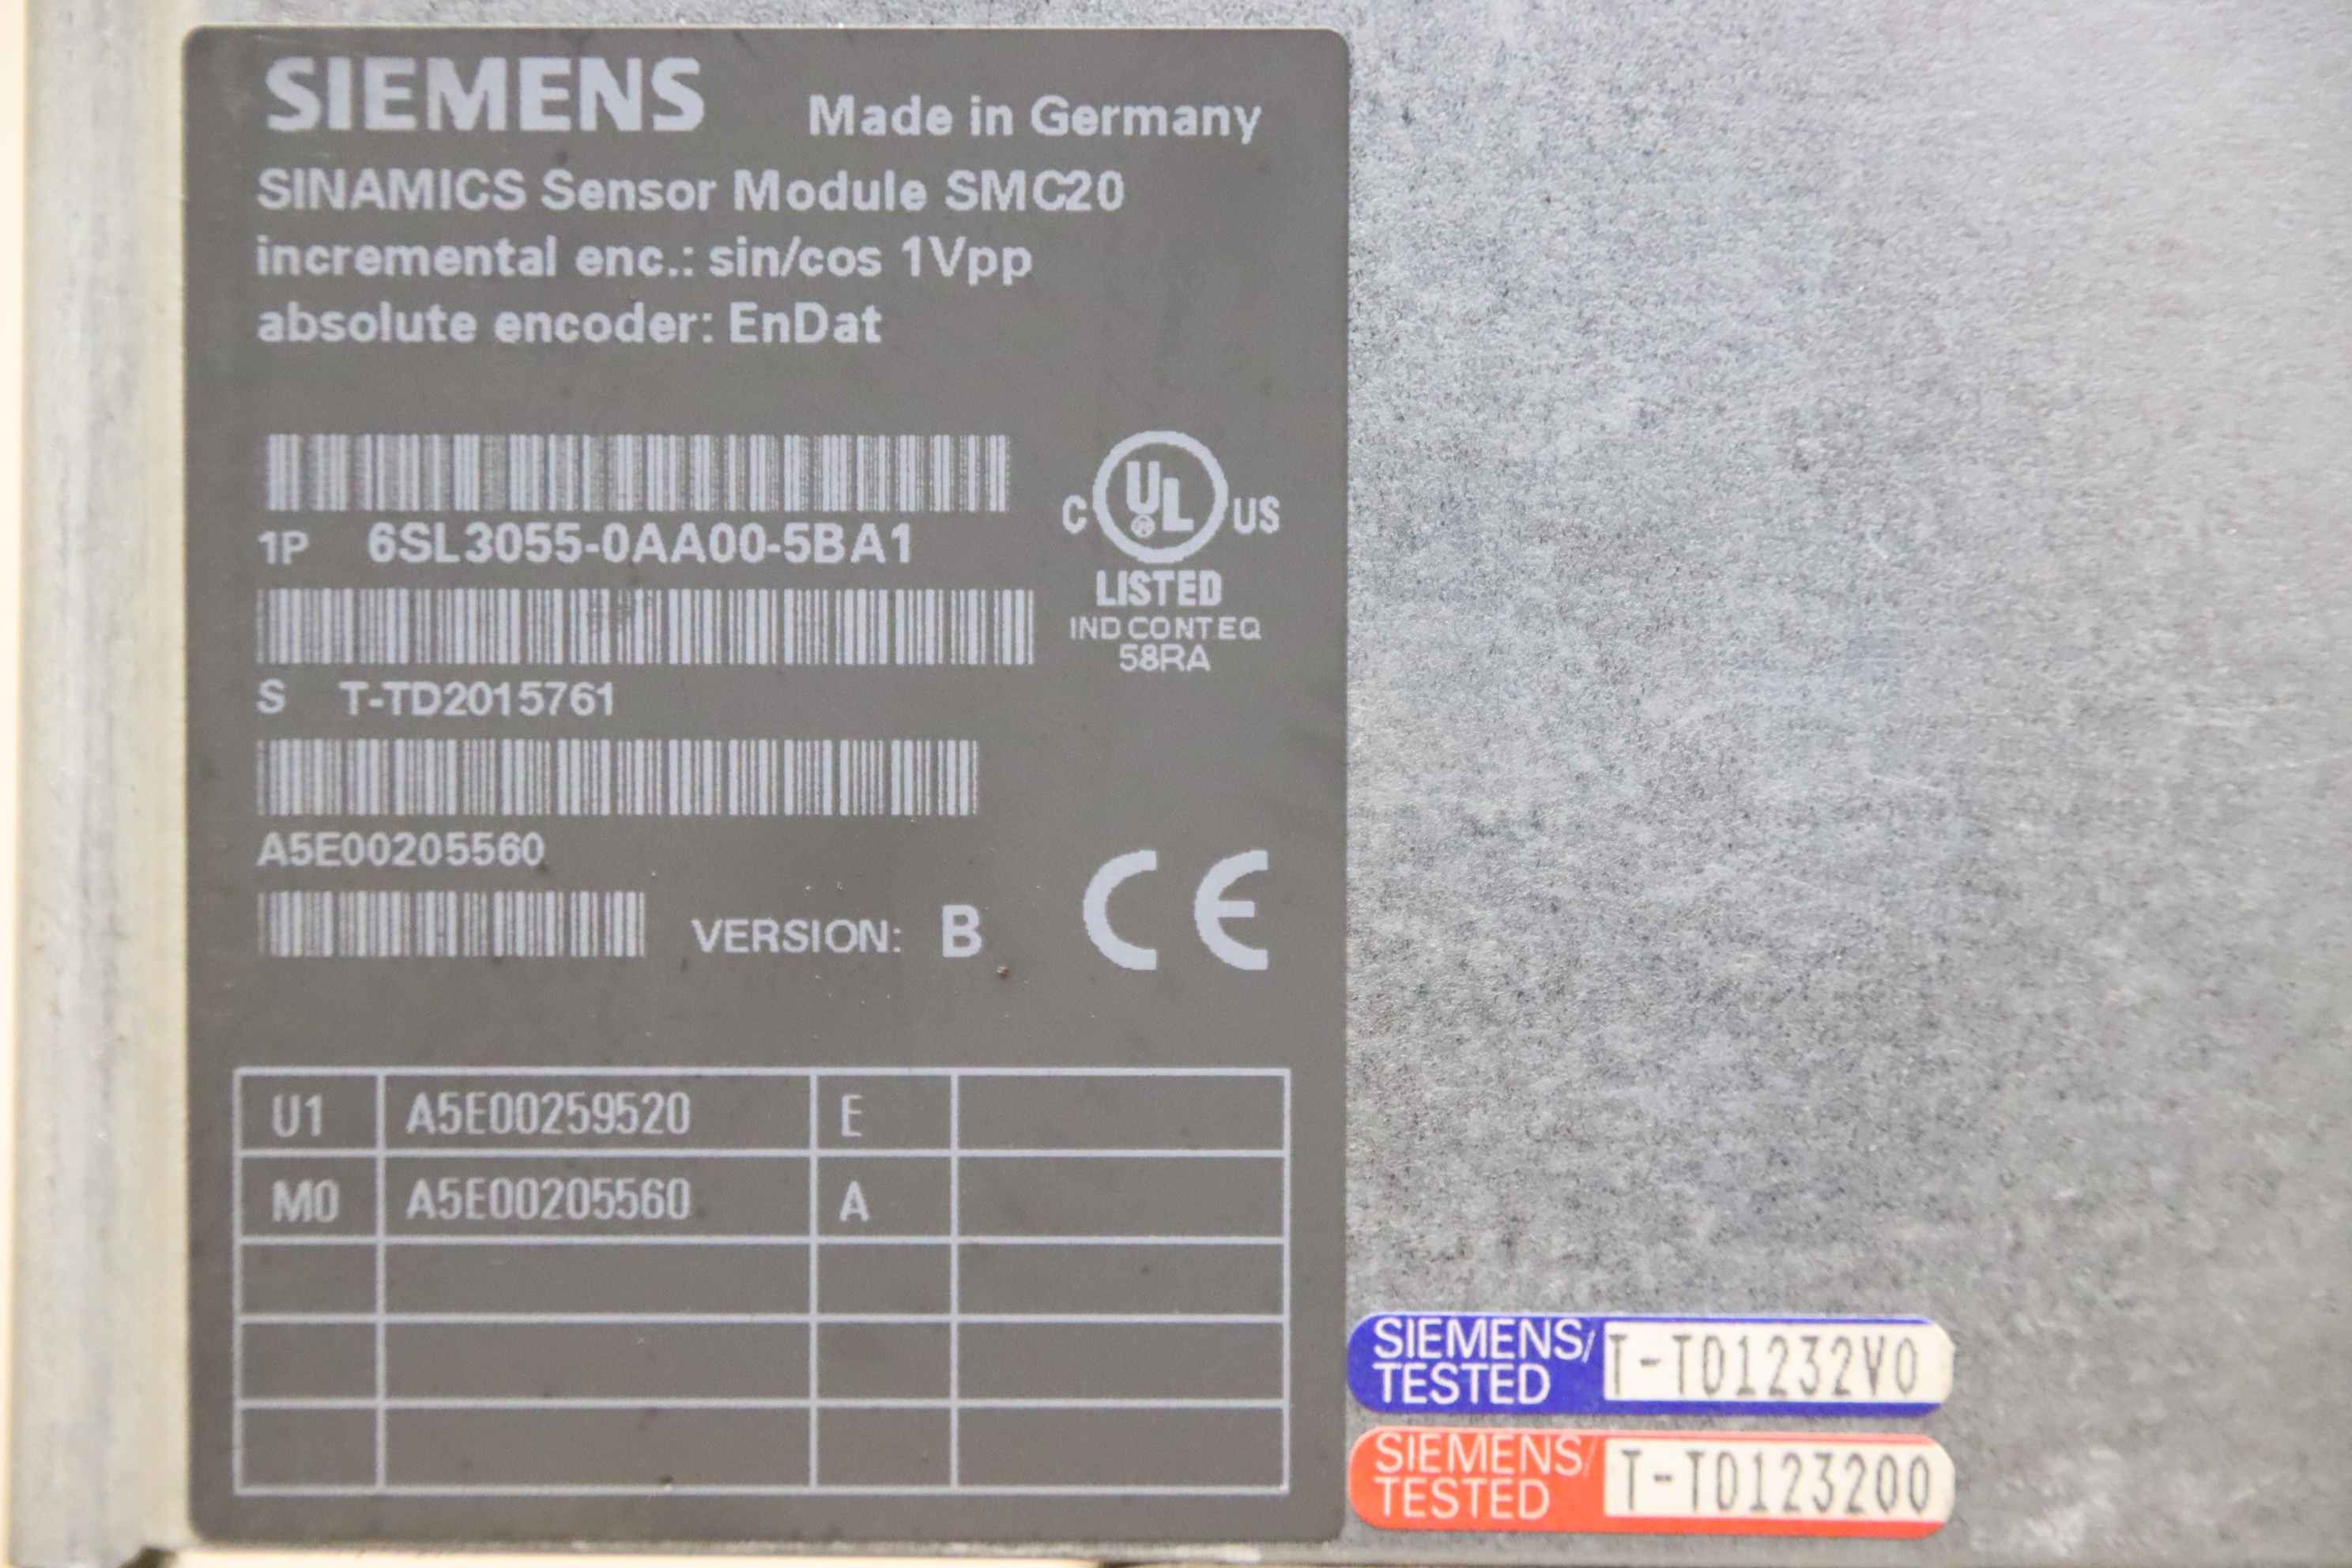 SIEMENS Made in Germany
SINAMICS Sensor Module SMC20
incremental enc.: sin/cos 1Vpp
absolute encoder: EnDat
1P 6SL3055-0AA00-5BA1
C UL ® US
LISTED
IND CONT EQ
58RA
S T-TD2015761
A5E00205560
VERSION: B CE
U1 A5E00259520 E
M0 A5E00205560 A
SIEMENS/
TESTED T-TD1232V0
SIEMENS/
TESTED T-TD123200